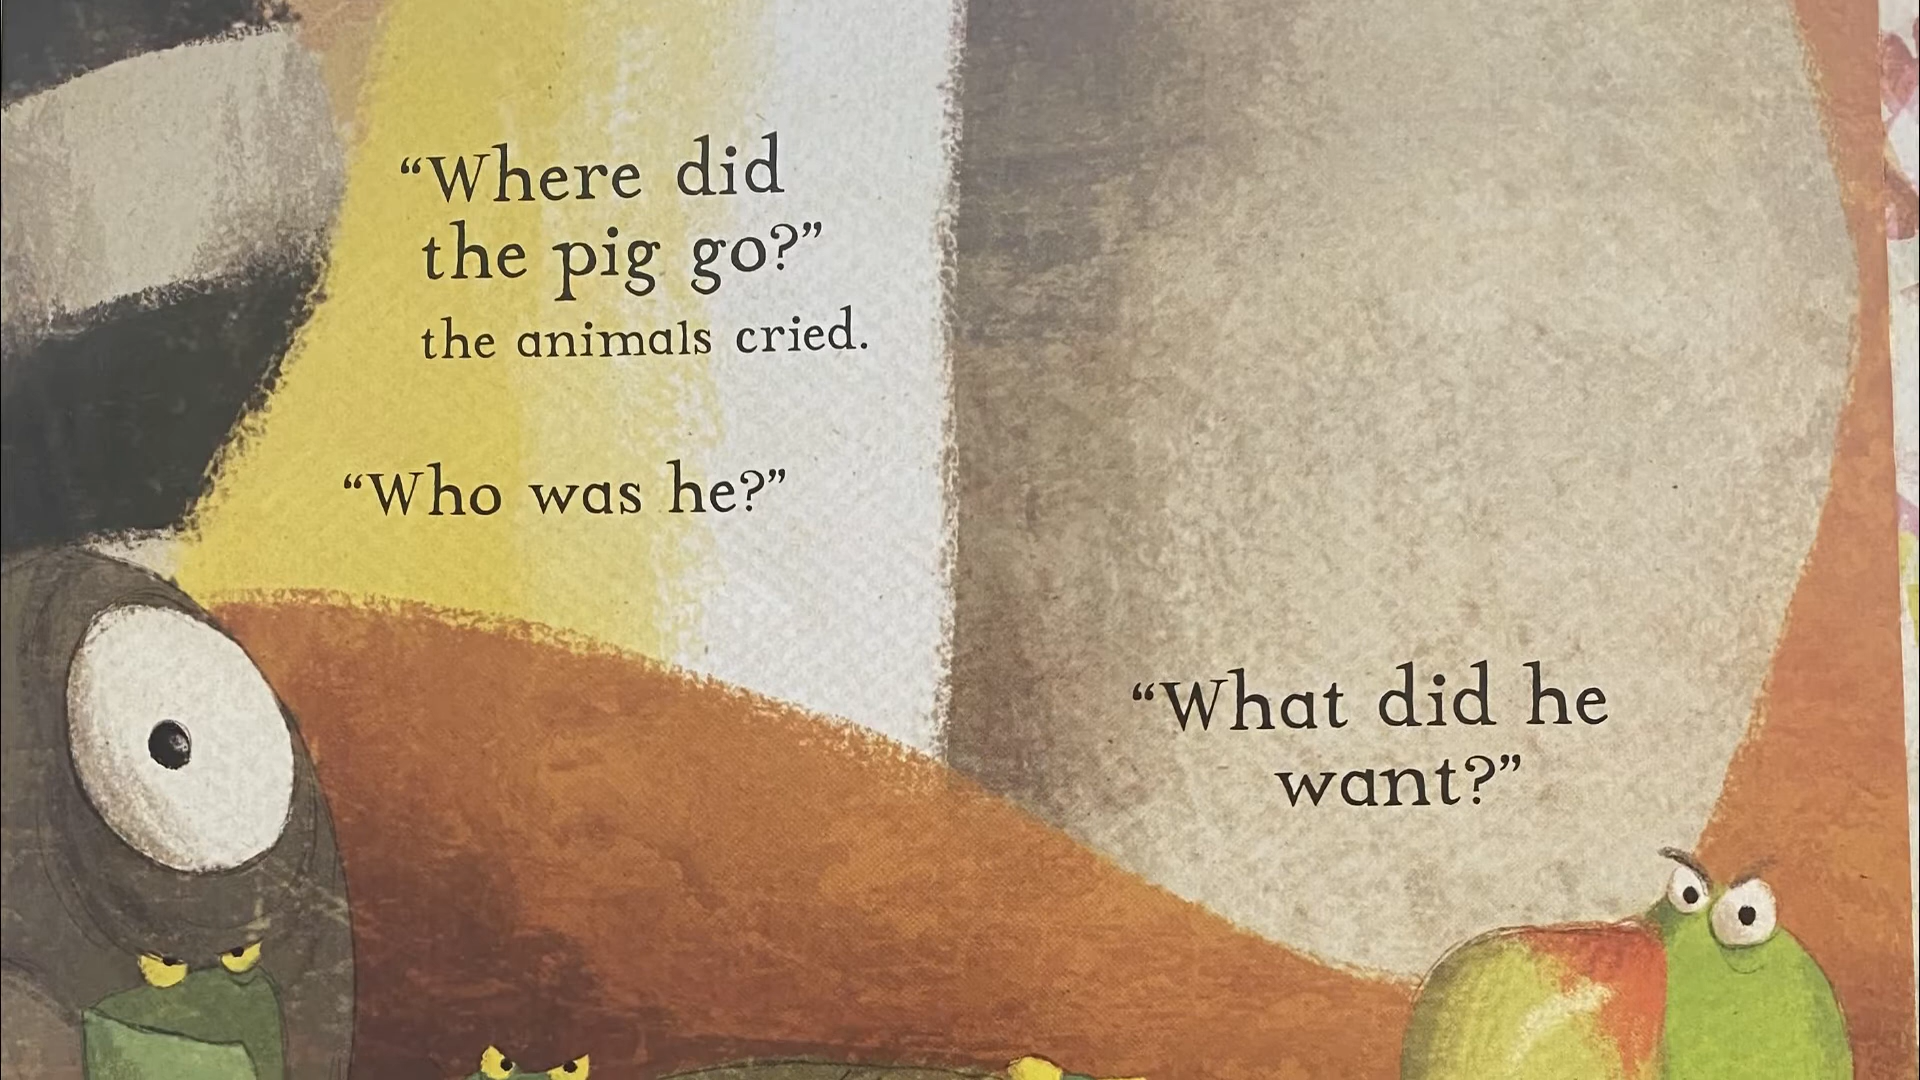 “Where did
the pig go?”
the animals cried.
“Who was he?”
“What did he
want?”